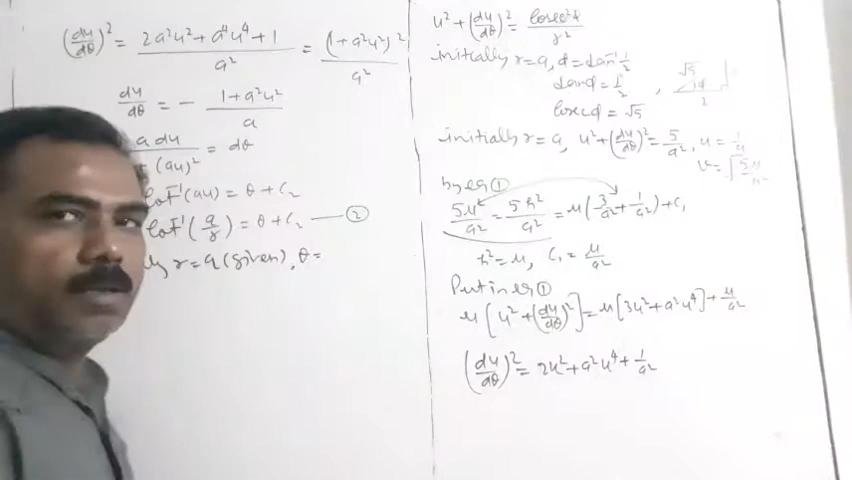 (du/dθ)² = (2a²u² + a⁴u⁴ + 1)/a² = (1+a²u²)²/a²
du/dθ = - (1+a²u²)/a
a du/ + (au)² = dθ
cot⁻¹(au) = θ + C₂
cot⁻¹(a/r) = θ + C₂ —— ②
ly r = a (given), θ =
u² + (du/dθ)² = cosec²ϕ/r²
initially r = a, ϕ = tan⁻¹ 1/2
tanϕ = 1/2 , √5 1 ϕ 2
cosecϕ = √5
initially r = a, u² + (du/dθ)² = 5/a², u = 1/a
v = √5μ/
by eq ①
5μ/a² = 5h²/a² = μ(3/a² + 1/a²) + C₁
h² = μ, C₁ = μ/a²
Put in eq ①
μ[u² + (du/dθ)²] = μ[3u² + a²u⁴] + μ/a²
(du/dθ)² = 2u² + a²u⁴ + 1/a²